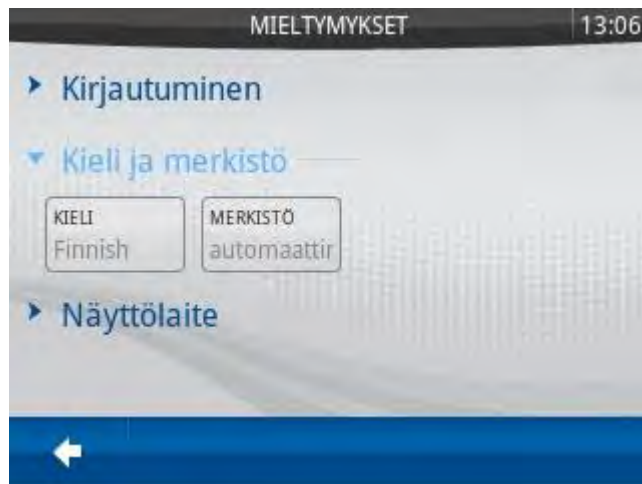 MIELTYMYKSET 13:06
Kirjautuminen
Kieli ja merkistö
KIELI MERKISTÖ
Finnish automaattir
Näyttölaite